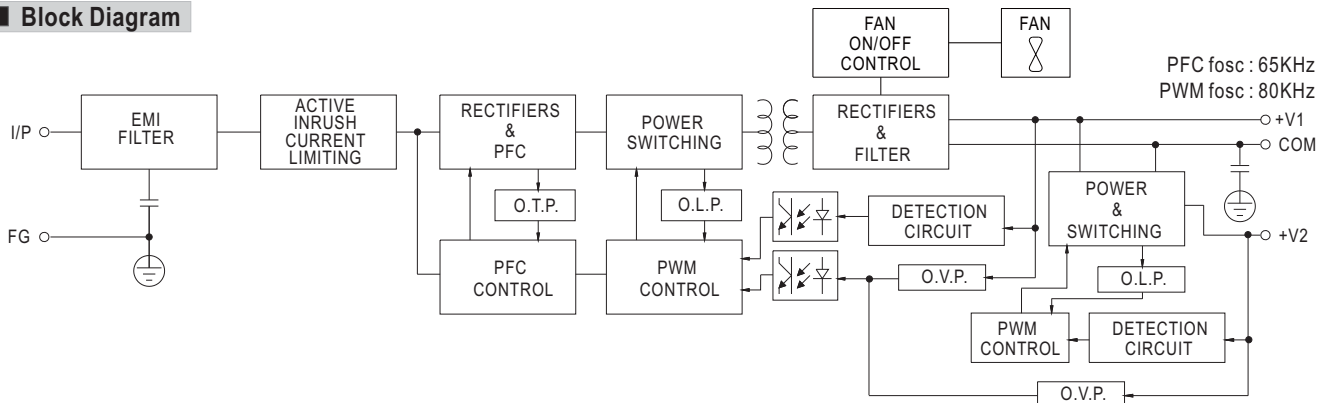 Block Diagram
FAN
ON/OFF
CONTROL
FAN
PFC fosc : 65KHz
PWM fosc : 80KHz
I/P
EMI
FILTER
ACTIVE
INRUSH
CURRENT
LIMITING
RECTIFIERS
&
PFC
POWER
SWITCHING
RECTIFIERS
&
FILTER
+V1
COM
O.T.P.
O.L.P.
DETECTION
CIRCUIT
POWER
&
SWITCHING
FG
+V2
PFC
CONTROL
PWM
CONTROL
O.V.P.
O.L.P.
PWM
CONTROL
DETECTION
CIRCUIT
O.V.P.